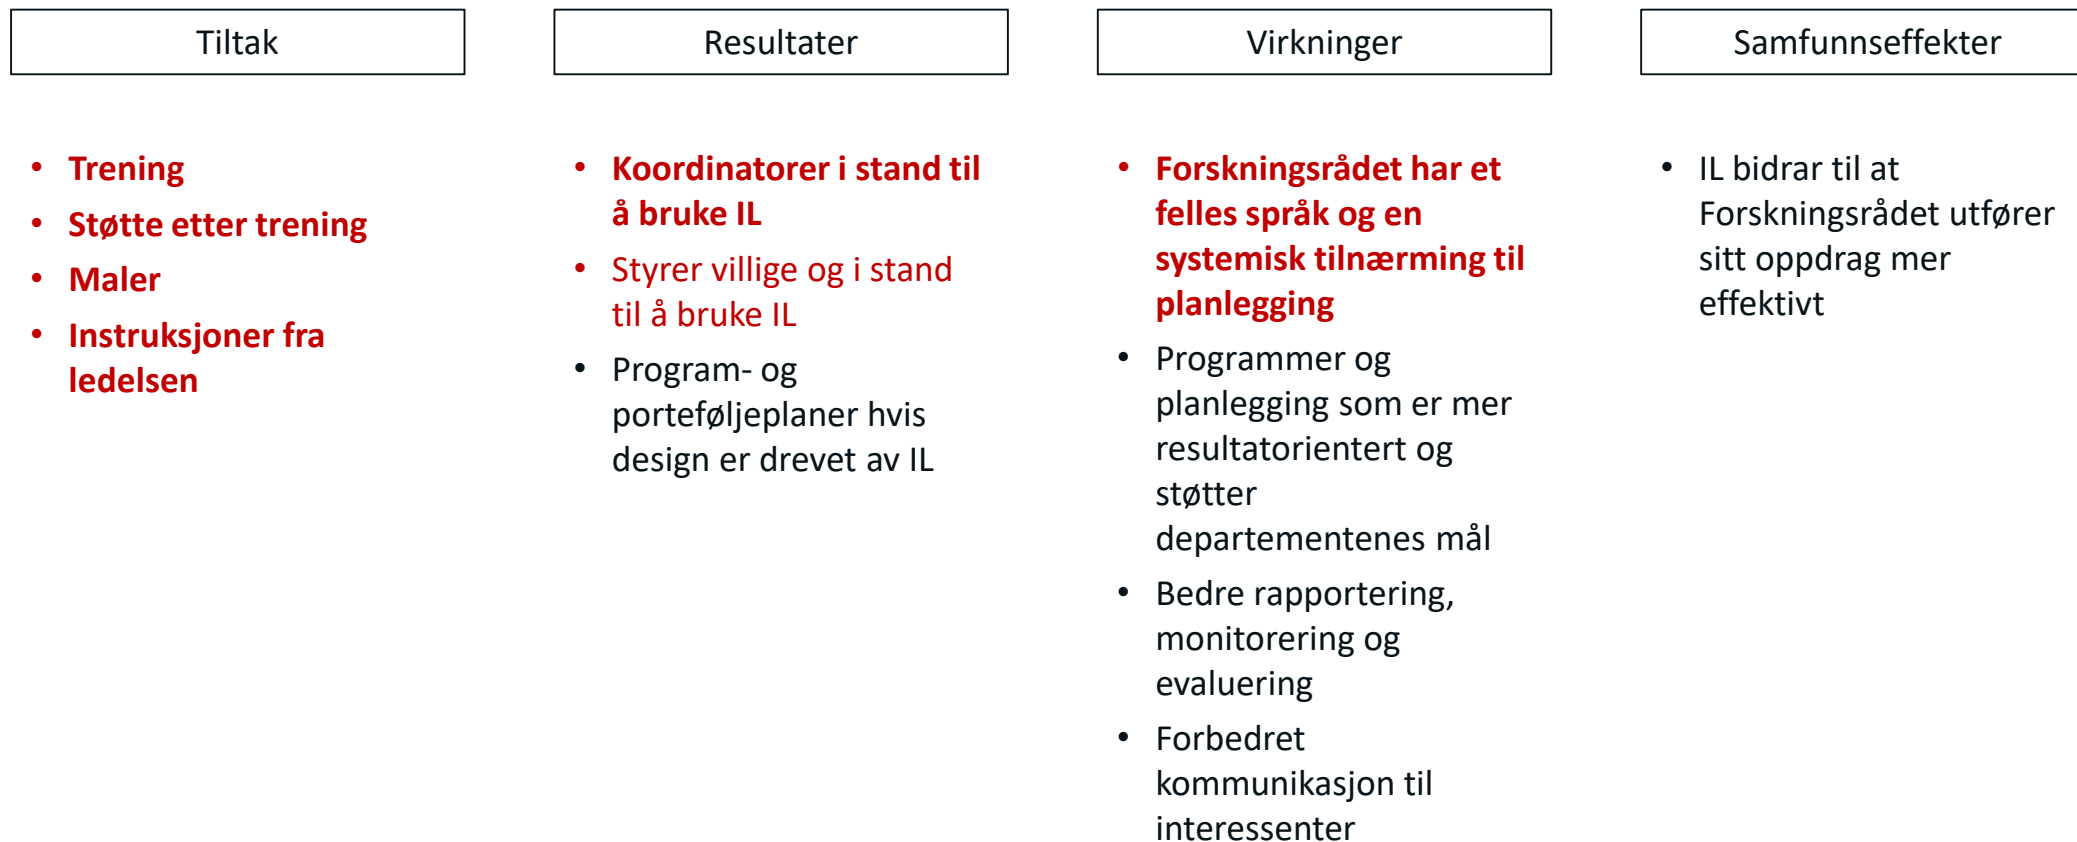 Tiltak
Trening
Støtte etter trening
Maler
Instruksjoner fra
ledelsen
Resultater
Koordinatorer i stand til
å bruke IL
Styrer villige og i stand
til å bruke IL
Program- og
porteføljeplaner hvis
design er drevet av IL
Virkninger
Forskningsrådet har et
felles språk og en
systemisk tilnærming til
planlegging
Programmer og
planlegging som er mer
resultatorientert og
støtter
departementenes mål
Bedre rapportering,
monitorering og
evaluering
Forbedret
kommunikasjon til
interessenter
Samfunnseffekter
IL bidrar til at
Forskningsrådet utfører
sitt oppdrag mer
effektivt